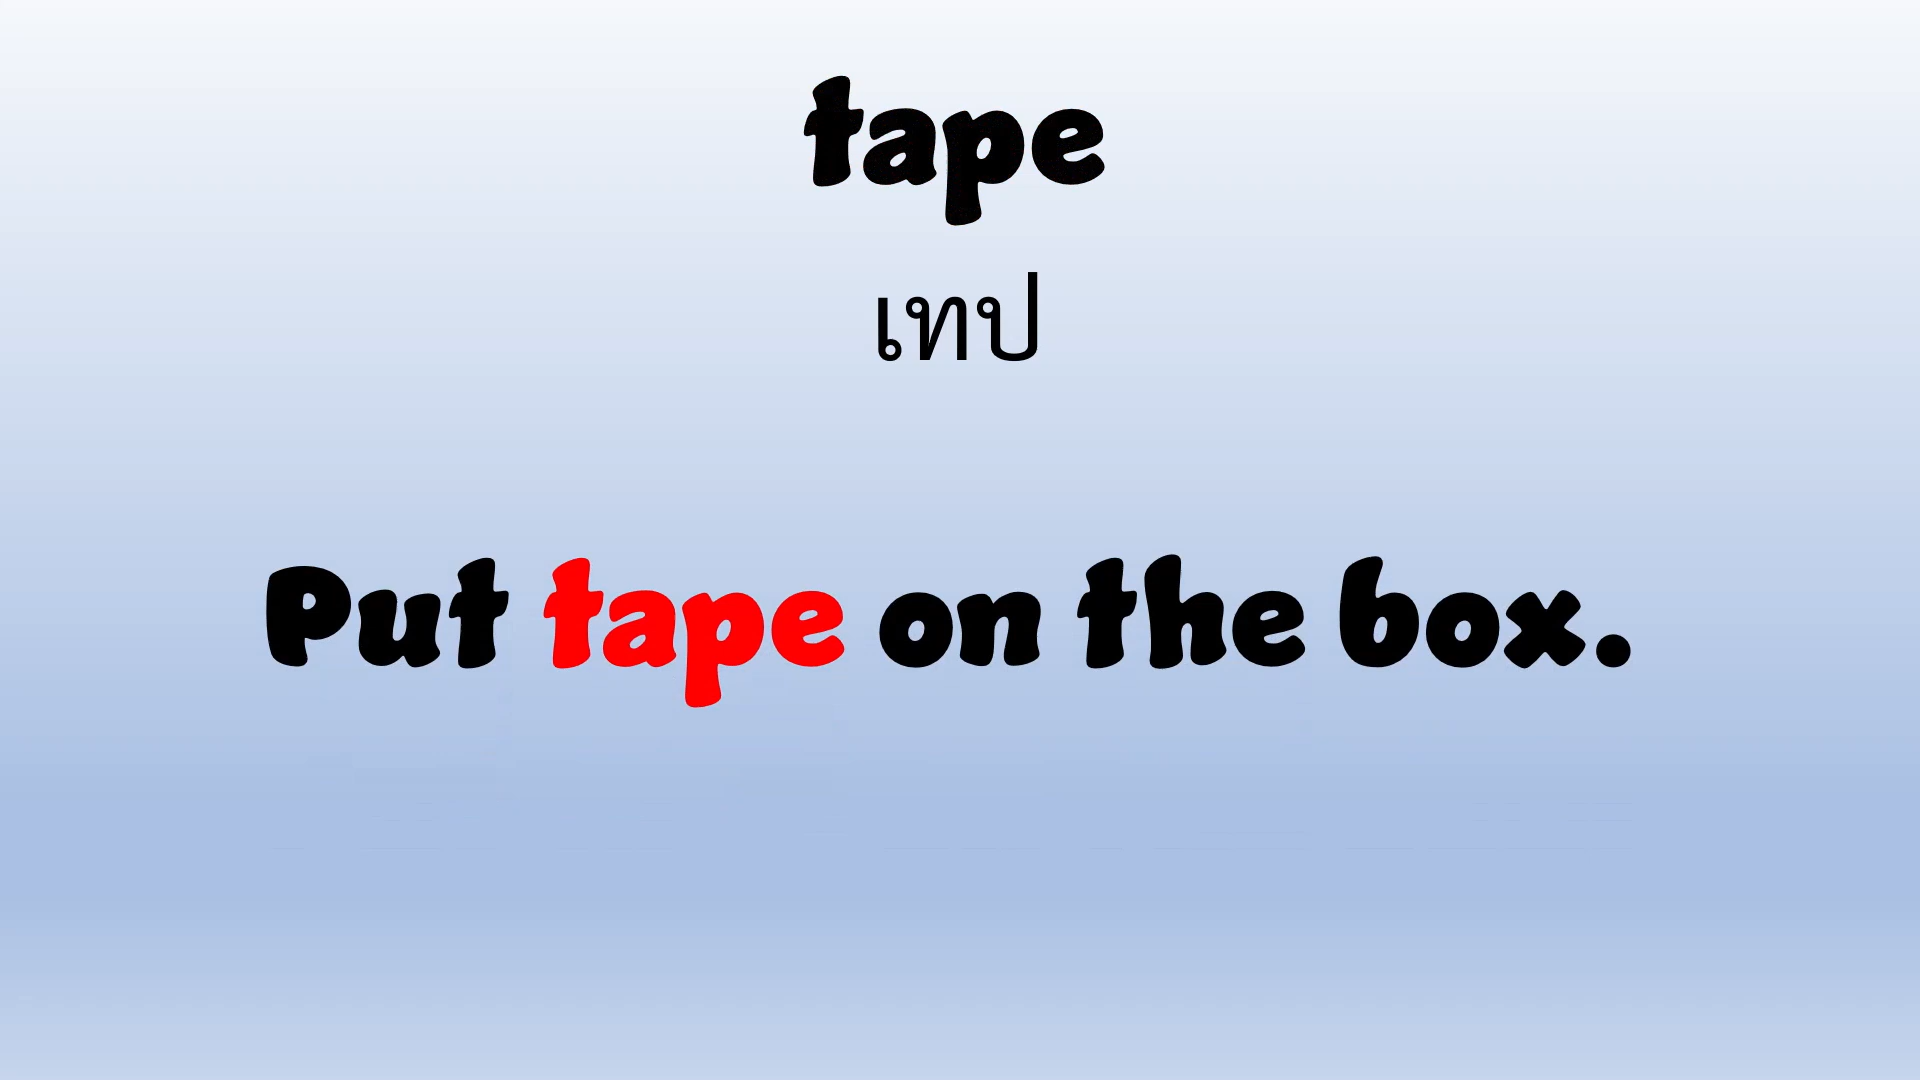 tape
เทป
Put tape on the box.